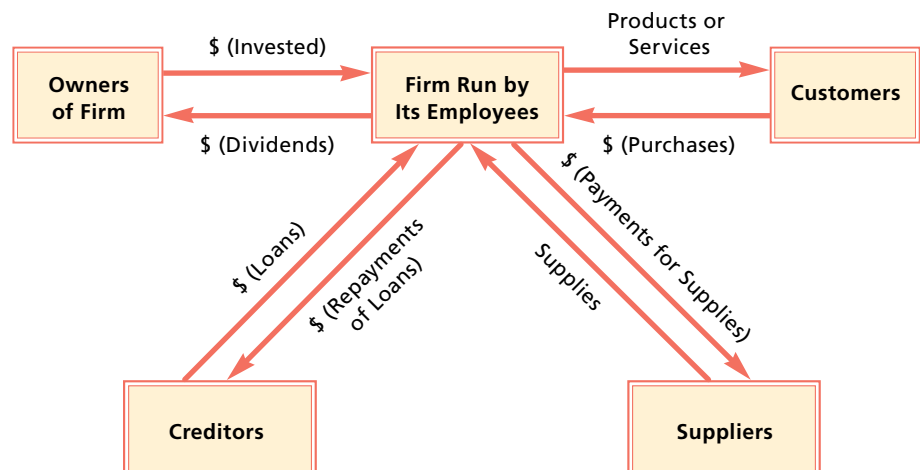 $ (Invested)
Products or
Services
Owners
of Firm
Firm Run by
Its Employees
Customers
$ (Dividends)
$ (Purchases)
$ (Loans)
$ (Repayments
of Loans)
Supplies
$ (Payments for Supplies)
Creditors
Suppliers